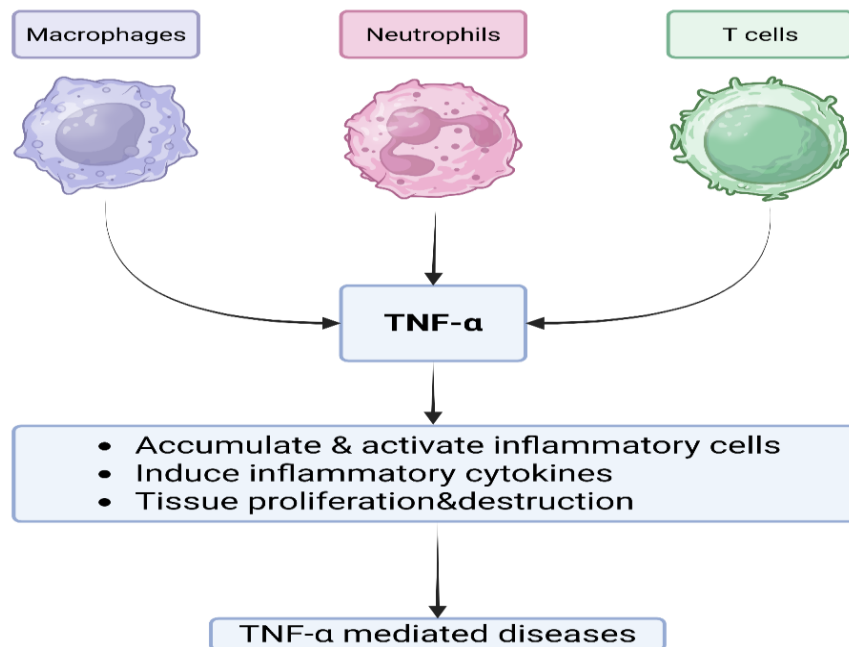 Macrophages
Neutrophils
T cells
TNF-α
• Accumulate & activate inflammatory cells
• Induce inflammatory cytokines
• Tissue proliferation&destruction
TNF-α mediated diseases